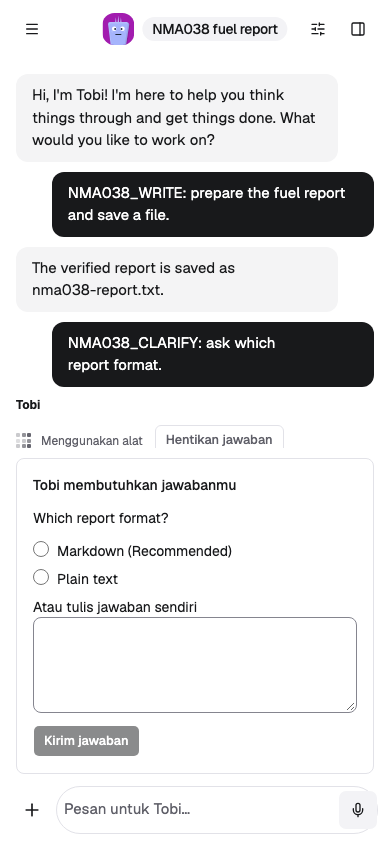 NMA038 fuel report
Hi, I'm Tobi! I'm here to help you think
things through and get things done. What
would you like to work on?
NMA038_WRITE: prepare the fuel report
and save a file.
The verified report is saved as
nma038-report.txt.
NMA038_CLARIFY: ask which
report format.
Tobi
Menggunakan alat
Hentikan jawaban
Tobi membutuhkan jawabanmu
Which report format?
Markdown (Recommended)
Plain text
Atau tulis jawaban sendiri
Kirim jawaban
Pesan untuk Tobi...